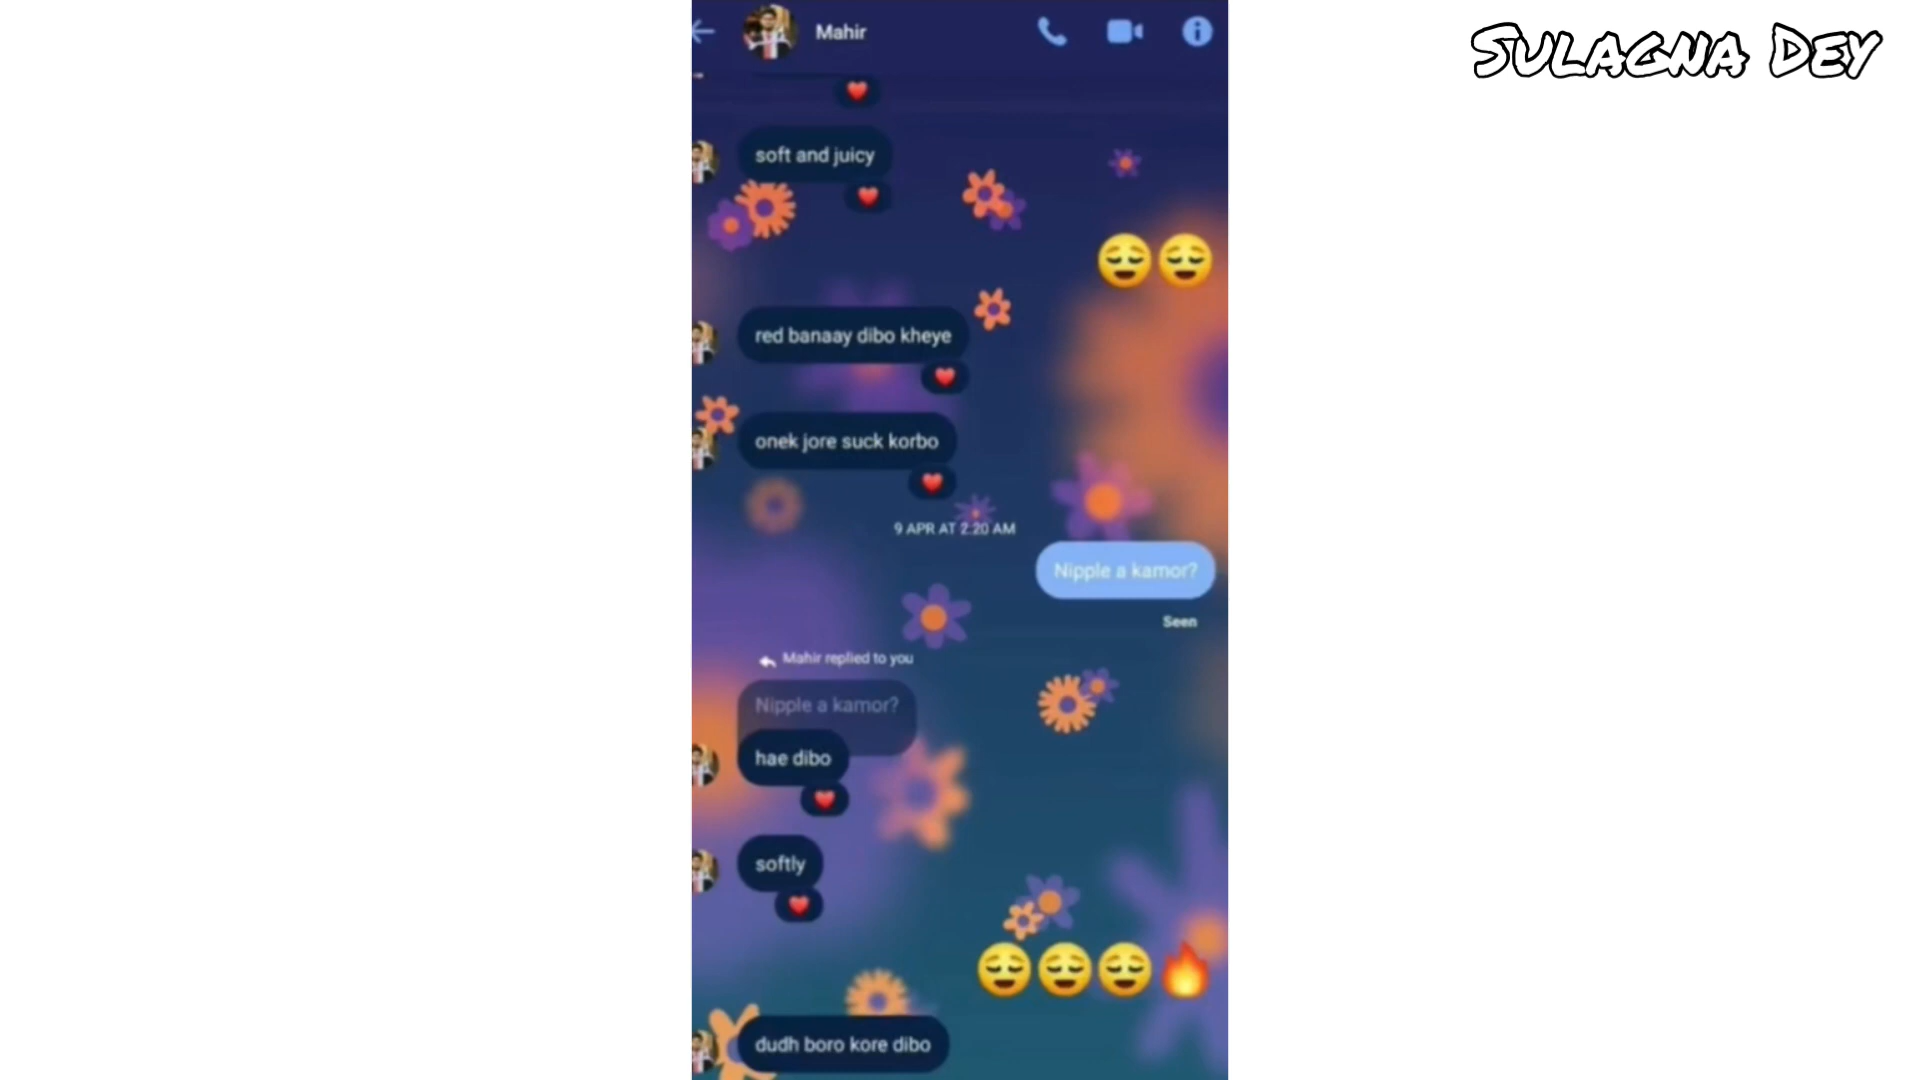 Mahir
SULAGNA DEY
soft and juicy
red banaay dibo kheye
onek jore suck korbo
9 APR AT 2:20 AM
Nipple a kamor?
Seen
Mahir replied to you
Nipple a kamor?
hae dibo
softly
dudh boro kore dibo